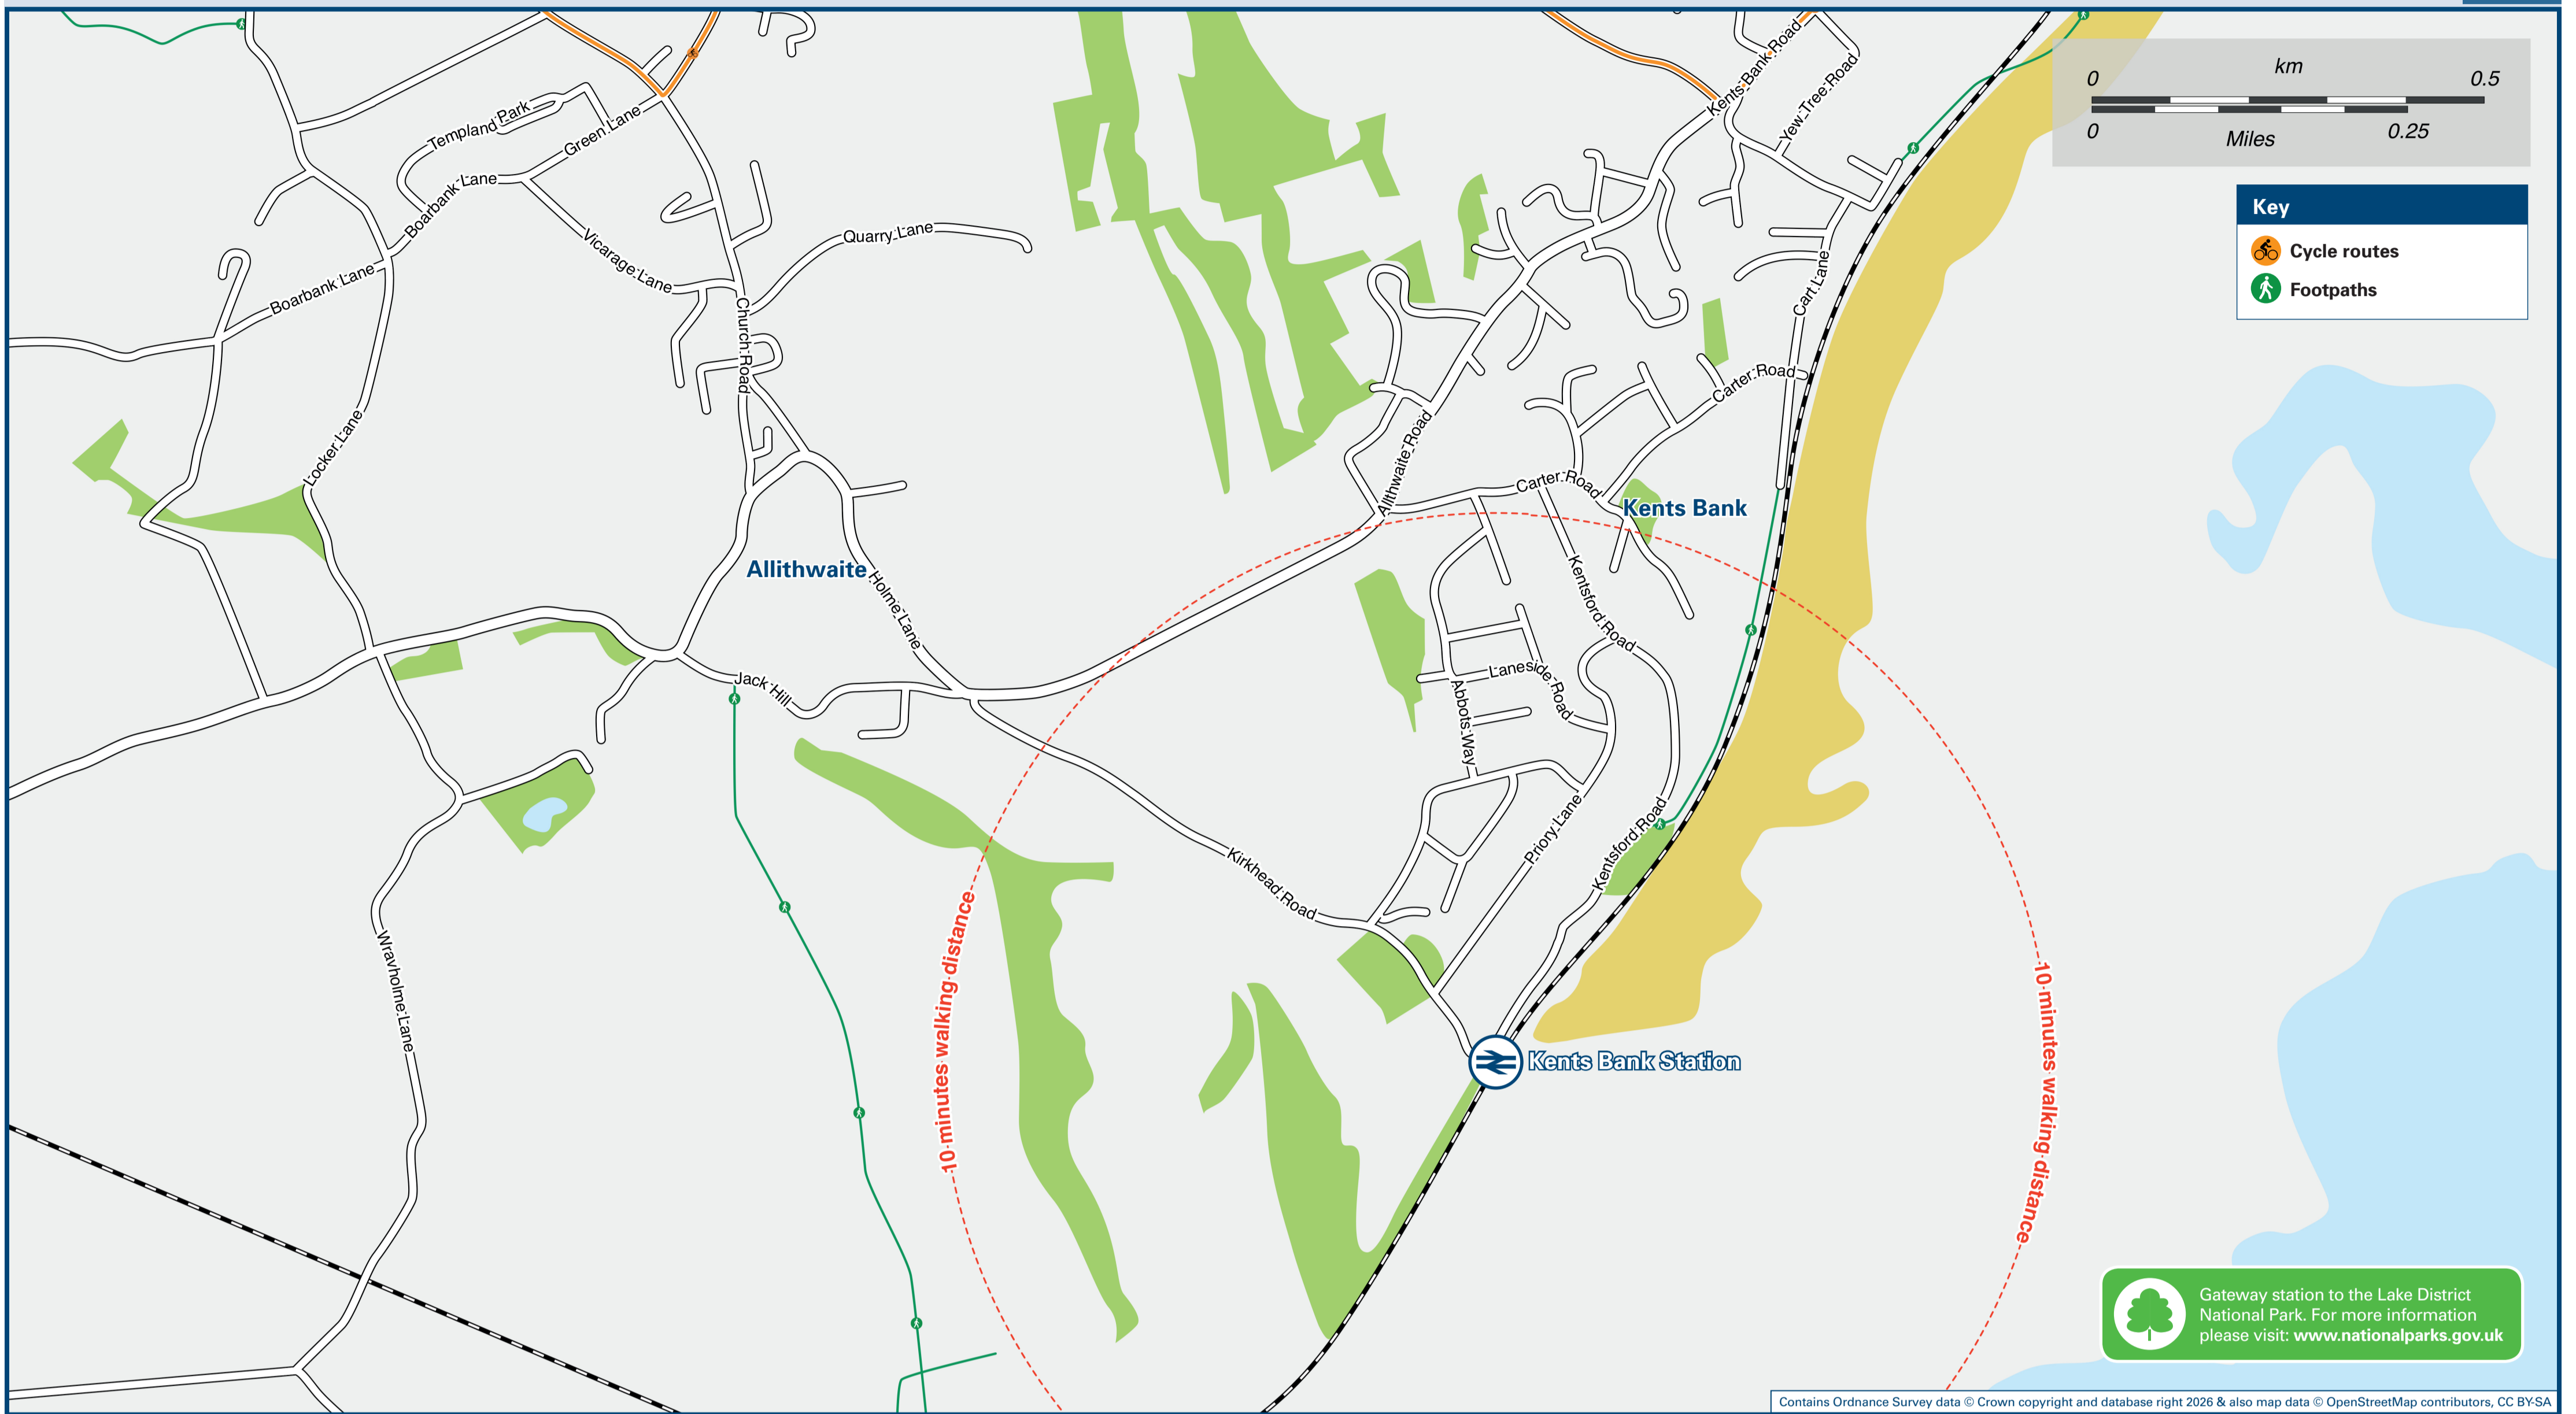 km
0
0.5
0
0.25
Miles
Key
Cycle routes
Footpaths
Kents Bank Road
Yew Tree Road
Templand Park
Green Lane
Boarbank Lane
Vicarage Lane
Quarry Lane
Boarbank Lane
Church Road
Cart Lane
Carter Road
Locker Lane
Allthwaite Road
Carter Road
Kents Bank
Allithwaite
Holme Lane
Kentsford Road
Laneside Road
Jack Hill
Abbots Way
Priory Lane
Kentsford Road
Kirkhead Road
Wravholme Lane
10 minutes walking distance
10 minutes walking distance
Kents Bank Station
Gateway station to the Lake District
National Park. For more information
please visit: www.nationalparks.gov.uk
Contains Ordnance Survey data © Crown copyright and database right 2026 & also map data © OpenStreetMap contributors, CC BY-SA